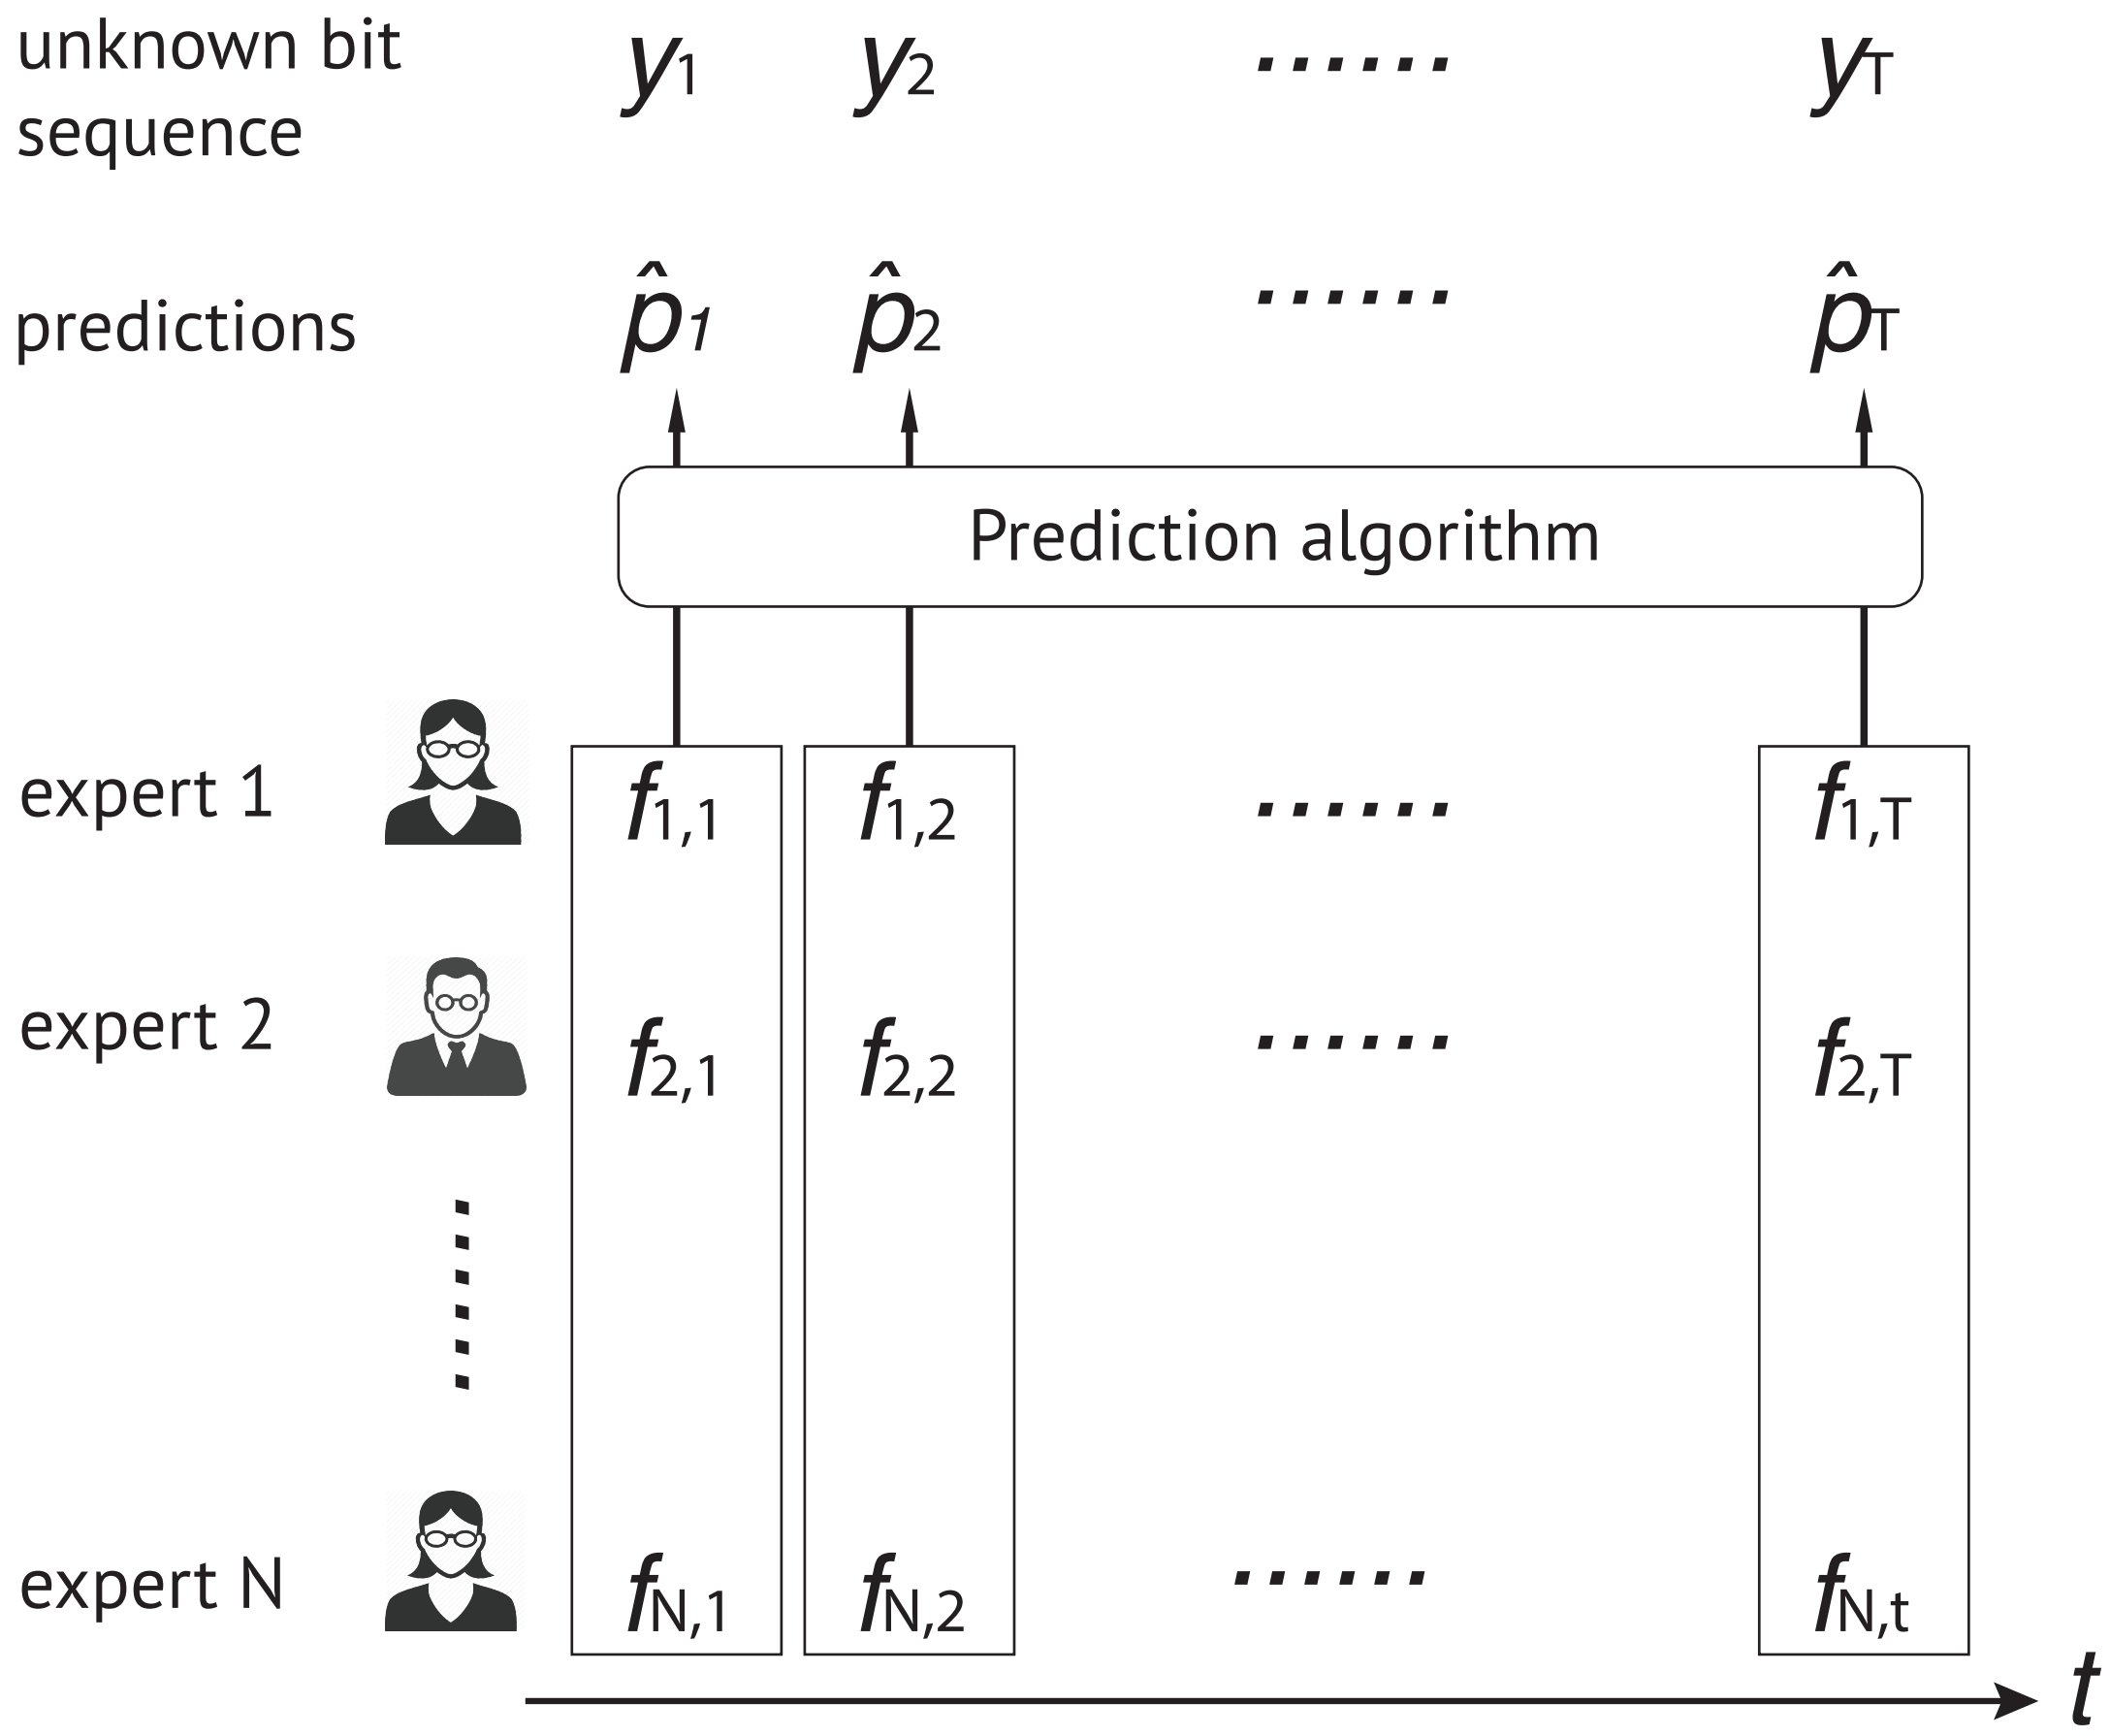 unknown bit sequence y1 y2 ...... yT
predictions p̂1 p̂2 ...... p̂T
Prediction algorithm
expert 1 f1,1 f1,2 ...... f1,T
expert 2 f2,1 f2,2 ...... f2,T
expert N fN,1 fN,2 ...... fN,t
t